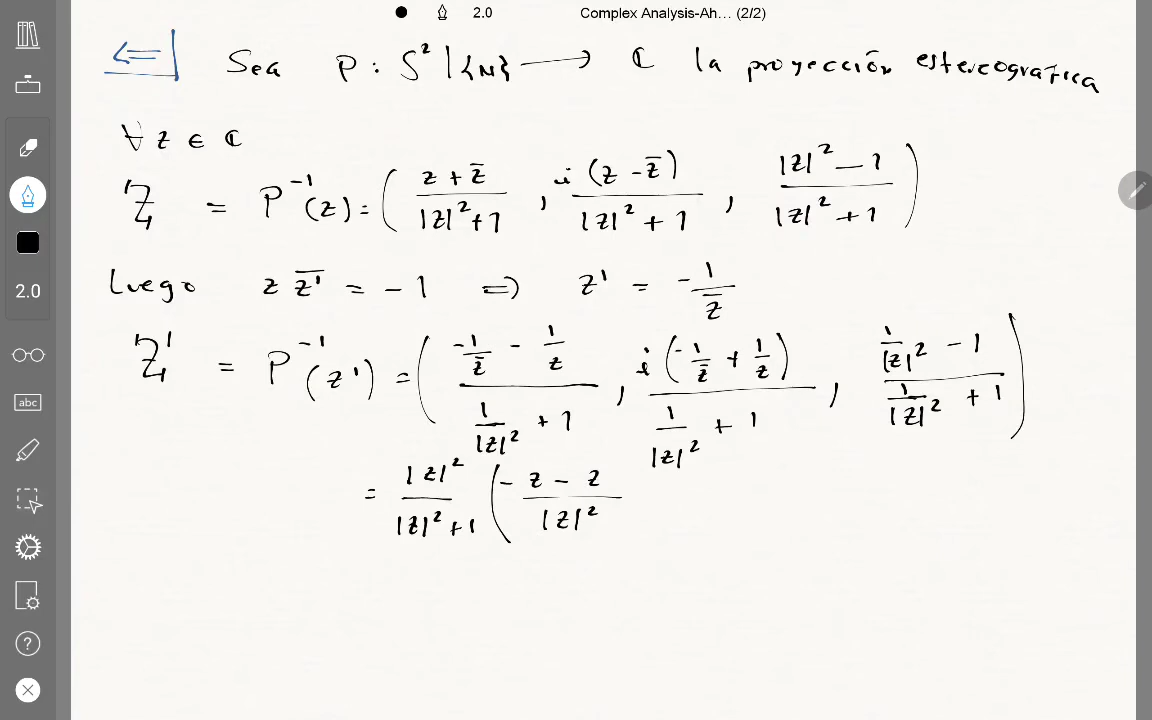 2.0 Complex Analysis-Ah... (2/2)
<=| Sea P : S² \ {N} ⟶ ℂ la proyección estereográfica
∀ z ∈ ℂ
Z = P⁻¹(z) = ( (z + z̄)/(|z|² + 1) , i (z - z̄)/(|z|² + 1) , (|z|² - 1)/(|z|² + 1) )
2.0
Luego z z̄' = -1 => z' = - 1/z̄
Z' = P⁻¹(z') = ( (-1/z̄ - 1/z)/(1/|z|² + 1) , i(-1/z̄ + 1/z)/(1/|z|² + 1) , (1/|z|² - 1)/(1/|z|² + 1) )
abc
= |z|²/(|z|² + 1) ( (- z - z)/|z|²